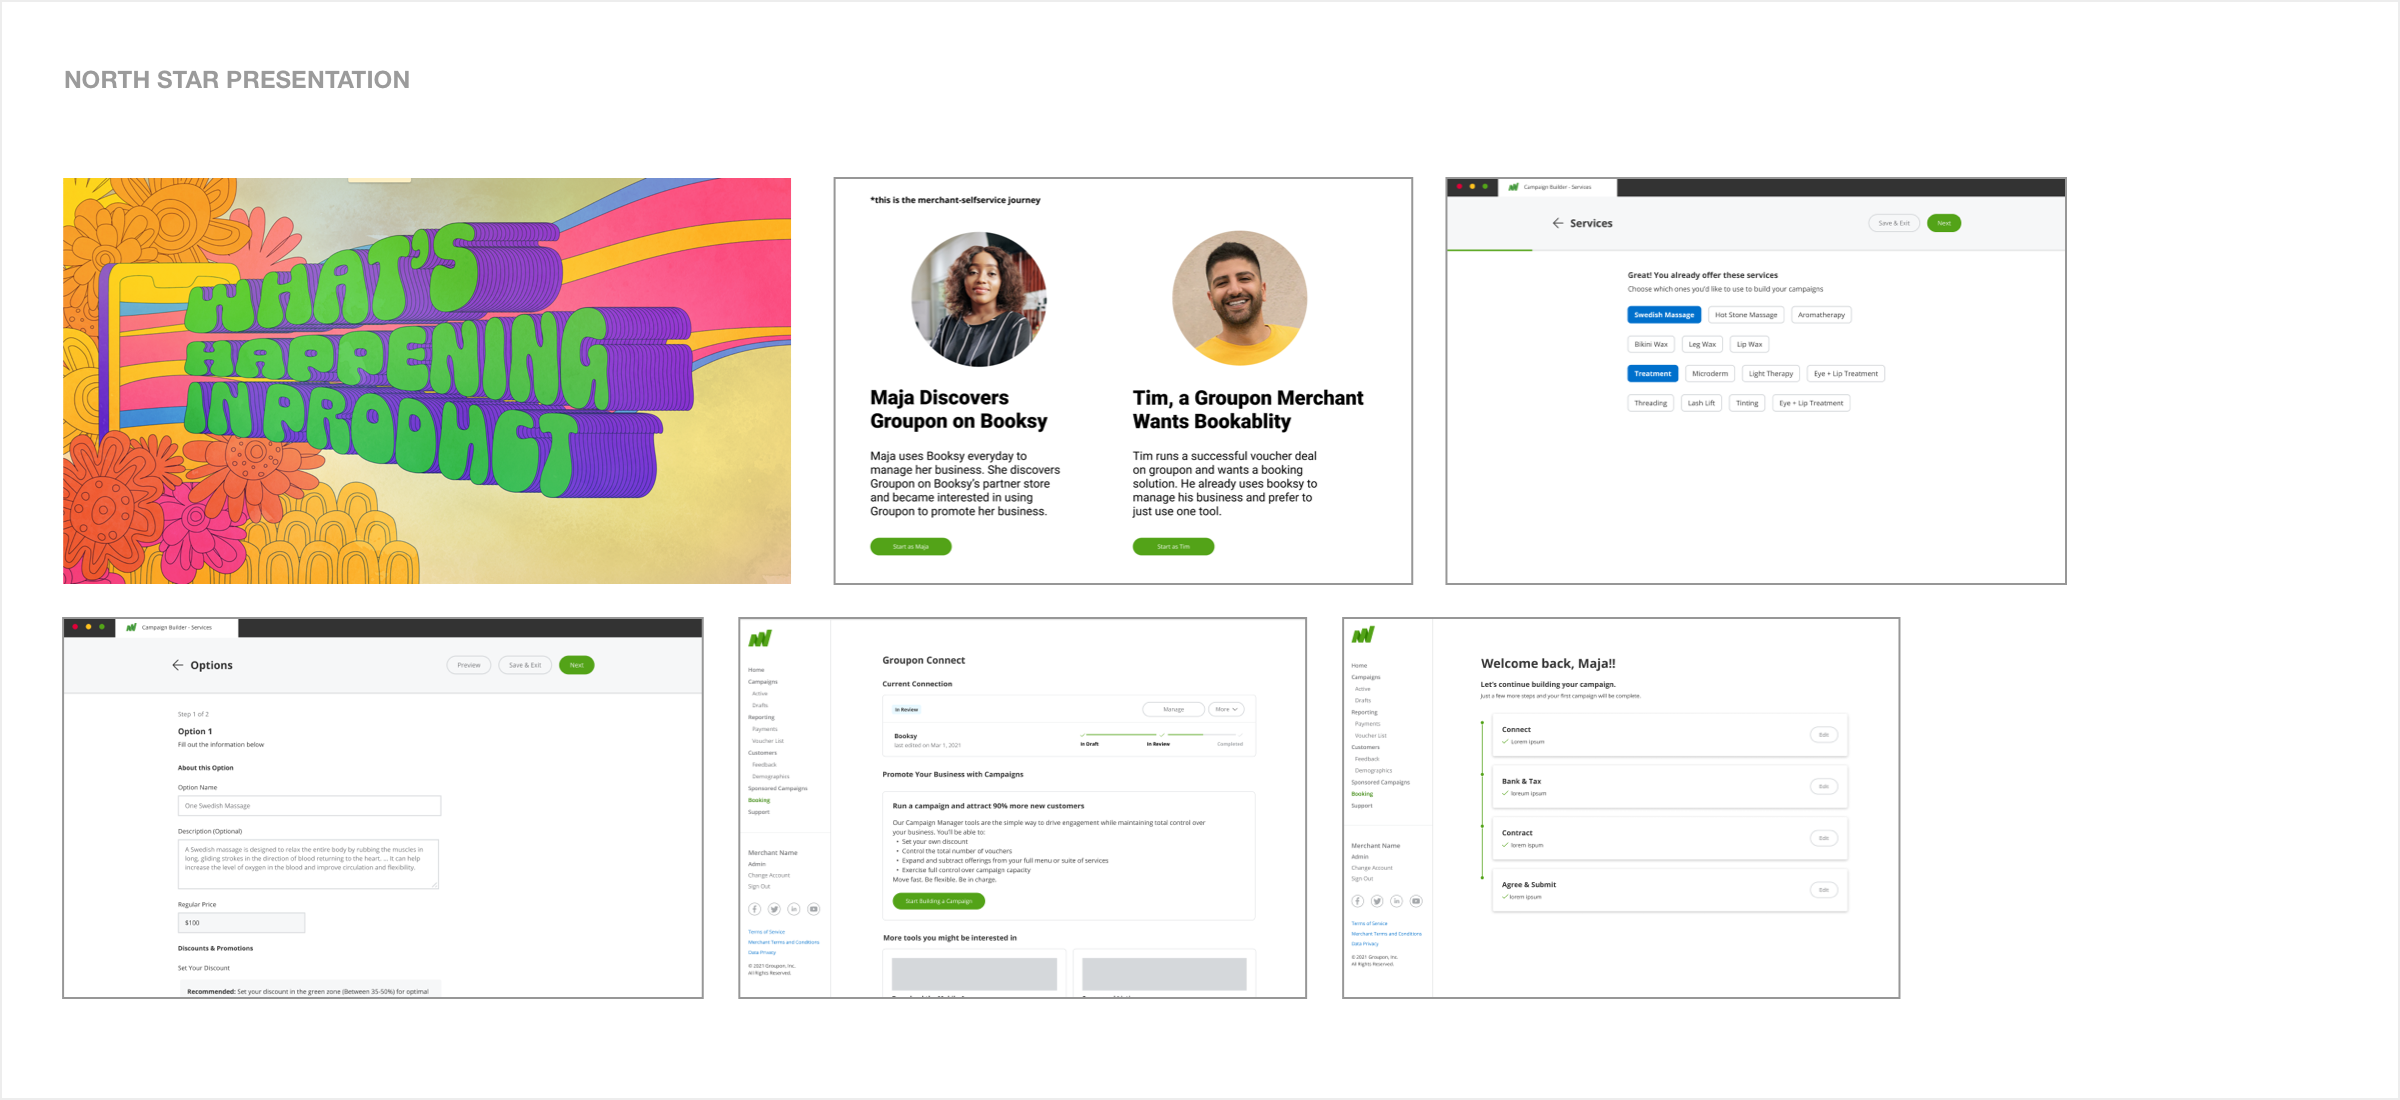 NORTH STAR PRESENTATION
WHAT'S
HAPPENING
IN PRODUCT
*this is the merchant-selfservice journey
Maja Discovers
Groupon on Booksy
Maja uses Booksy everyday to
manage her business. She discovers
Groupon on Booksy's partner store
and became interested in using
Groupon to promote her business.
Start as Maja
Tim, a Groupon Merchant
Wants Bookablity
Tim runs a successful voucher deal
on groupon and wants a booking
solution. He already uses booksy to
manage his business and prefer to
just use one tool.
Start as Tim
Campaign Builder - Services
Services
Save & Exit
Next
Great! You already offer these services
Choose which ones you'd like to use to build your campaigns
Swedish Massage Hot Stone Massage Aromatherapy
Bikini Wax Leg Wax Lip Wax
Treatment Microderm Light Therapy Eye + Lip Treatment
Threading Lash Lift Tinting Eye + Lip Treatment
Campaign Builder - Services
Options
Preview
Save & Exit
Next
Step 1 of 2
Option 1
Fill out the information below
About this Option
Option Name
One Swedish Massage
Description (Optional)
A Swedish massage is designed to relax the entire body by rubbing the muscles in
long, gliding strokes in the direction of blood returning to the heart. ... It can help
increase the level of oxygen in the blood and improve circulation and flexibility.
Regular Price
$100
Discounts & Promotions
Set Your Discount
Recommended: Set your discount in the green zone (Between 35-50%) for optimal
Home
Campaigns
Active
Drafts
Reporting
Payments
Voucher List
Customers
Feedback
Demographics
Sponsored Campaigns
Booking
Support
Merchant Name
Admin
Change Account
Sign Out
Terms of Service
Merchant Terms and Conditions
Data Privacy
© 2021 Groupon, Inc.
All Rights Reserved.
Groupon Connect
Current Connection
In Review
Manage
More
Booksy
last edited on Mar 1, 2021
In Draft
In Review
Completed
Promote Your Business with Campaigns
Run a campaign and attract 90% more new customers
Our Campaign Manager tools are the simple way to drive engagement while maintaining total control over
your business. You'll be able to:
• Set your own discount
• Control the total number of vouchers
• Expand and subtract offerings from your full menu or suite of services
• Exercise full control over campaign capacity
Move fast. Be flexible. Be in charge.
Start Building a Campaign
More tools you might be interested in
Home
Campaigns
Active
Drafts
Reporting
Payments
Voucher List
Customers
Feedback
Demographics
Sponsored Campaigns
Booking
Support
Merchant Name
Admin
Change Account
Sign Out
Terms of Service
Merchant Terms and Conditions
Data Privacy
© 2021 Groupon, Inc.
All Rights Reserved.
Welcome back, Maja!!
Let's continue building your campaign.
Just a few more steps and your first campaign will be complete.
Connect
Lorem ipsum
Edit
Bank & Tax
loreum ipsum
Edit
Contract
lorem ispum
Edit
Agree & Submit
lorem ipsum
Edit